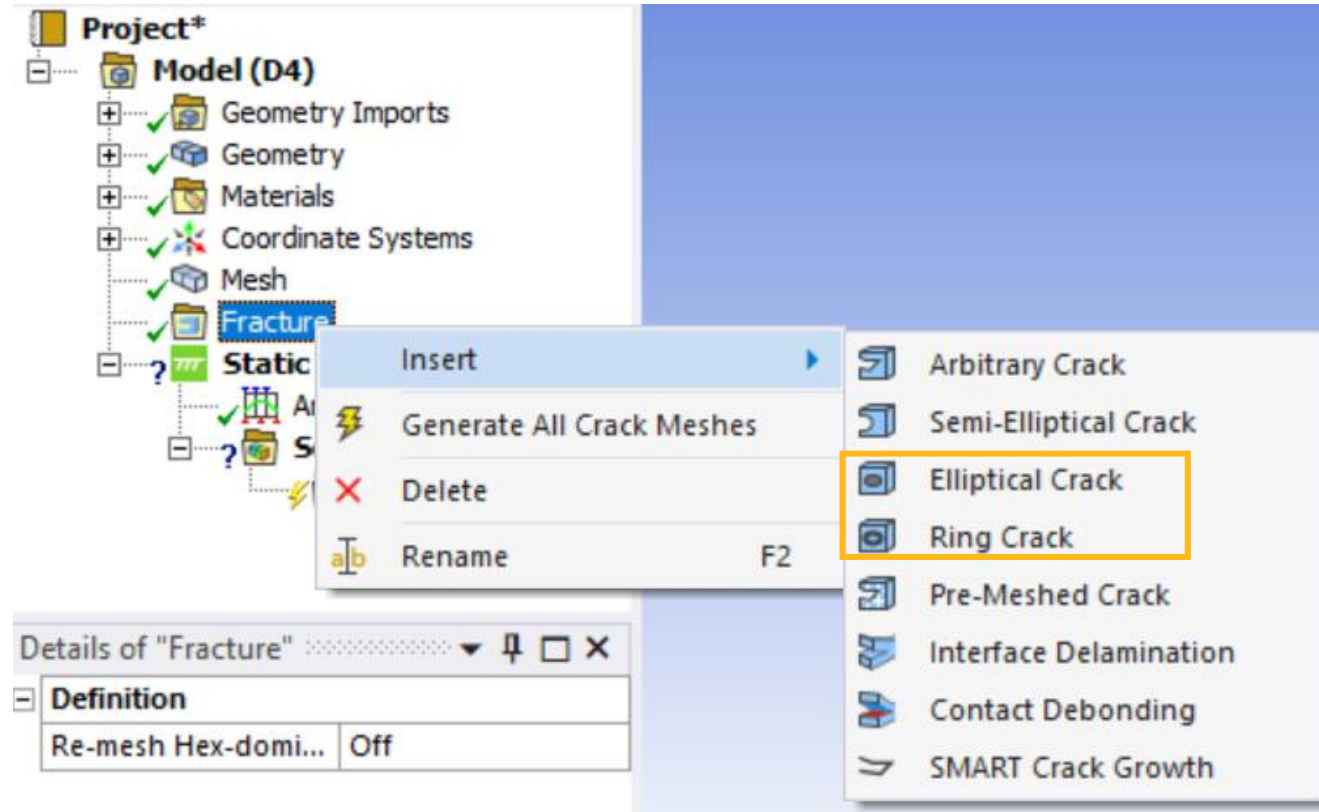 Project*
Model (D4)
Geometry Imports
Geometry
Materials
Coordinate Systems
Mesh
Fracture
Static
Insert
Generate All Crack Meshes
Delete
Rename F2
Arbitrary Crack
Semi-Elliptical Crack
Elliptical Crack
Ring Crack
Pre-Meshed Crack
Interface Delamination
Contact Debonding
SMART Crack Growth
Details of "Fracture"
Definition
Re-mesh Hex-domi... Off